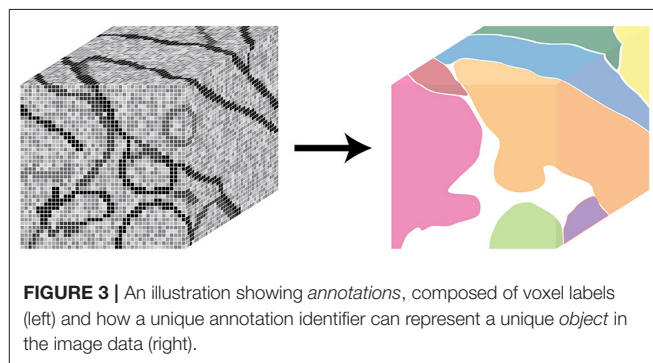 FIGURE 3 | An illustration showing annotations, composed of voxel labels
(left) and how a unique annotation identifier can represent a unique object in
the image data (right).